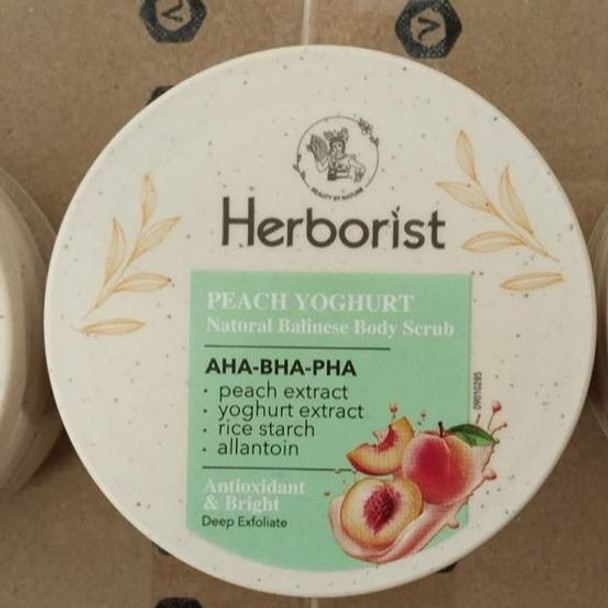 BEAUTY BY NATURE
Herborist
PEACH YOGHURT
Natural Balinese Body Scrub
AHA-BHA-PHA
• peach extract
• yoghurt extract
• rice starch
• allantoin
Antioxidant
& Bright
Deep Exfoliate
09010285